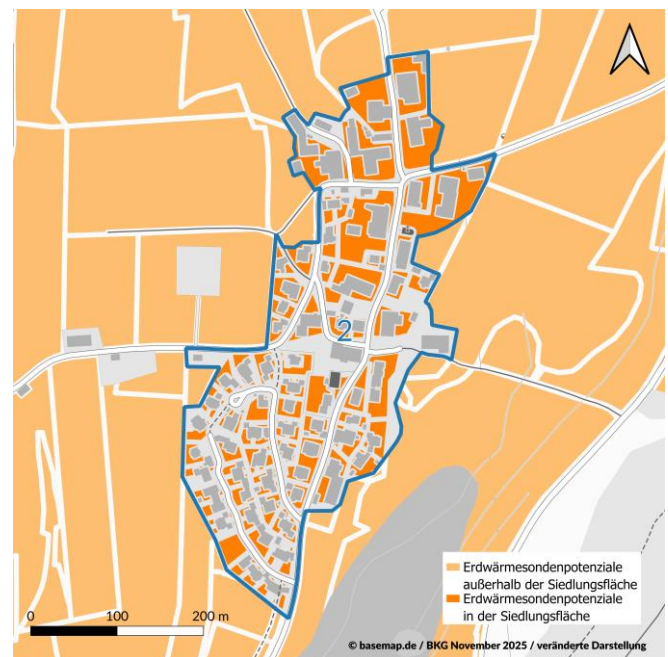 2
Erdwärmesondenpotenziale
außerhalb der Siedlungsfläche
Erdwärmesondenpotenziale
in der Siedlungsfläche
0 100 200 m
© basemap.de / BKG November 2025 / veränderte Darstellung